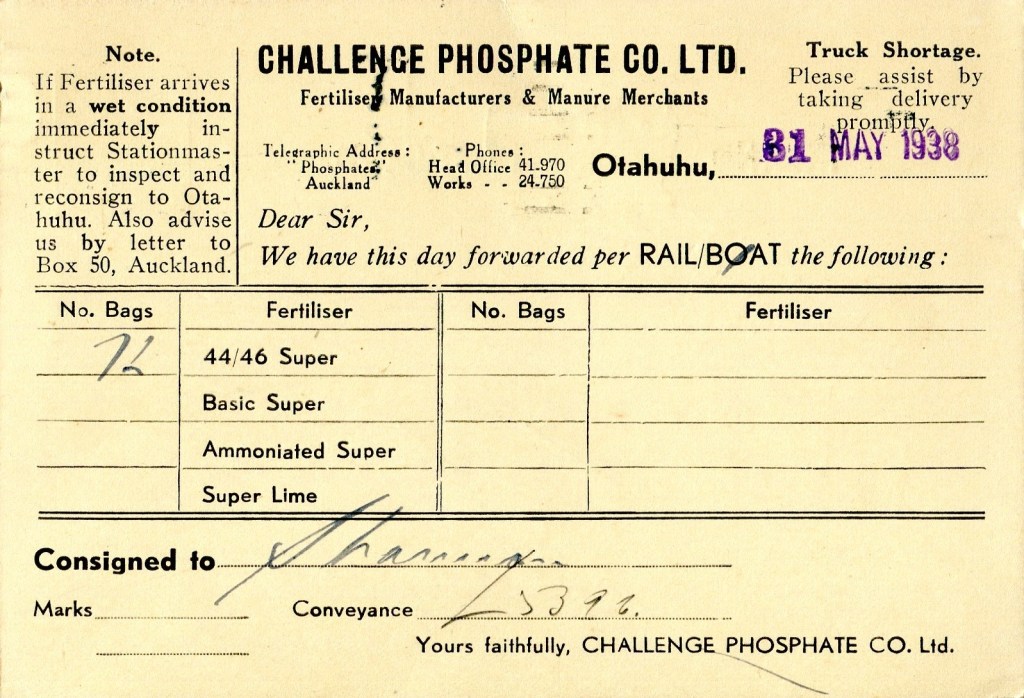 Note.
If Fertiliser arrives
in a wet condition
immediately in-
struct Stationmas-
ter to inspect and
reconsign to Ota-
huhu. Also advise
us by letter to
Box 50, Auckland.
CHALLENGE PHOSPHATE CO. LTD.
Fertiliser Manufacturers & Manure Merchants
Telegraphic Address:
"Phosphates,"
Auckland
Phones:
Head Office 41-970
Works - - 24-750
Truck Shortage.
Please assist by
taking delivery
promptly.
Otahuhu, 31 MAY 1938
Dear Sir,
We have this day forwarded per RAIL/BOAT the following:
No. Bags Fertiliser No. Bags Fertiliser
44/46 Super
Basic Super
Ammoniated Super
Super Lime
Consigned to
Marks Conveyance L 5392.
Yours faithfully, CHALLENGE PHOSPHATE CO. Ltd.